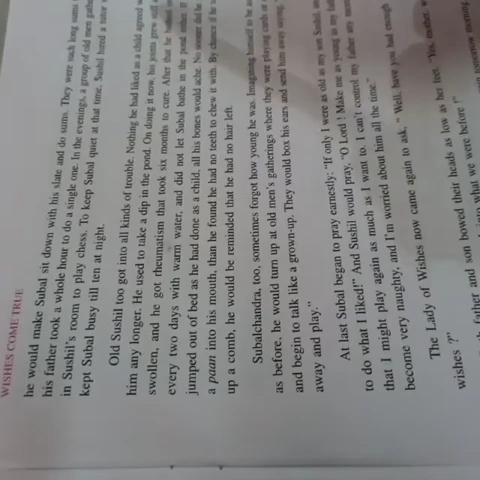 WISHES COME TRUE
he would make Subal sit down with his slate and do sums. They were such long sums
his father took a whole hour to do a single one. In the evenings, a group of old men
in Sushil's room to play chess. To keep Subal quiet at that time, Sushil hired a tutor
kept Subal busy till ten at night.
Old Sushil too got into all kinds of trouble. Nothing he had liked as a child agreed
him any longer. He used to take a dip in the pond. On doing it now, his joints grew
swollen, and he got rheumatism that took six months to cure. After that he
every two days with warm water, and did not let Subal bathe in the pond either. If
jumped out of bed as he had done as a child, all his bones would ache. No sooner did he
a paan into his mouth, than he found he had no teeth to chew it with. By chance if he
up a comb, he would be reminded that he had no hair left.
Subalchandra, too, sometimes forgot how young he was. Imagining himself to be
as before, he would turn up at old men's gatherings where they were playing cards or
and begin to talk like a grown-up. They would box his ears and send him away saying,
away and play."
At last Subal began to pray earnestly: "If only I were as old as my son Sushil, and
to do what I liked!" And Sushil would pray, "O Lord! Make me as young as my
that I might play again as much as I want to. I can't control my father any
become very naughty, and I'm worried about him all the time."
The Lady of Wishes now came again to ask, "Well, have you had enough
wishes ?"
father and son bowed their heads as low as her feet. "Yes, mother,
what we were before !"
tomorrow morning